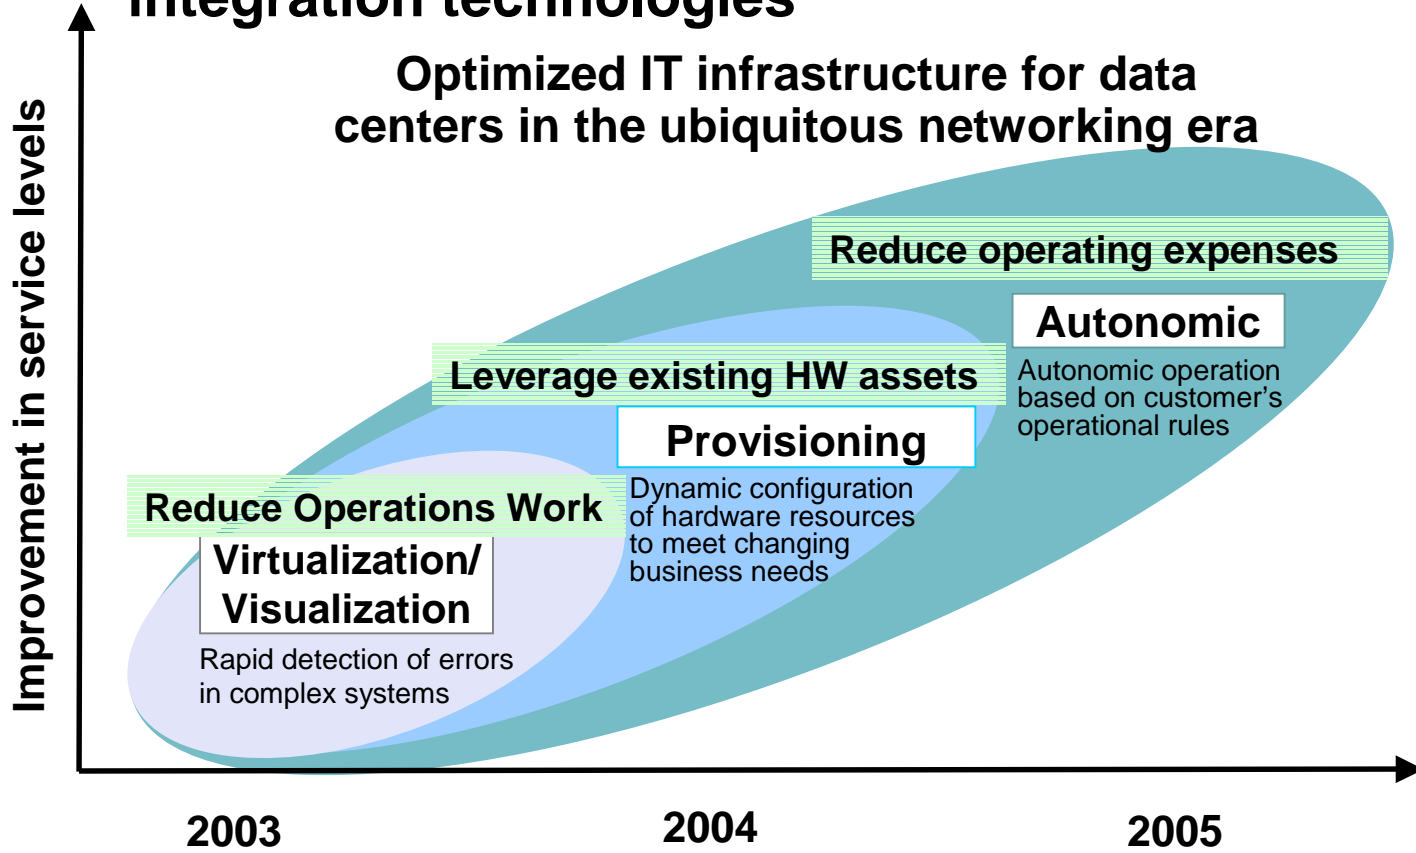 integration technologies
Optimized IT infrastructure for data
centers in the ubiquitous networking era
Improvement in service levels
Reduce operating expenses
Autonomic
Autonomic operation
based on customer’s
operational rules
Leverage existing HW assets
Provisioning
Dynamic configuration
of hardware resources
to meet changing
business needs
Reduce Operations Work
Virtualization/
Visualization
Rapid detection of errors
in complex systems
2003
2004
2005